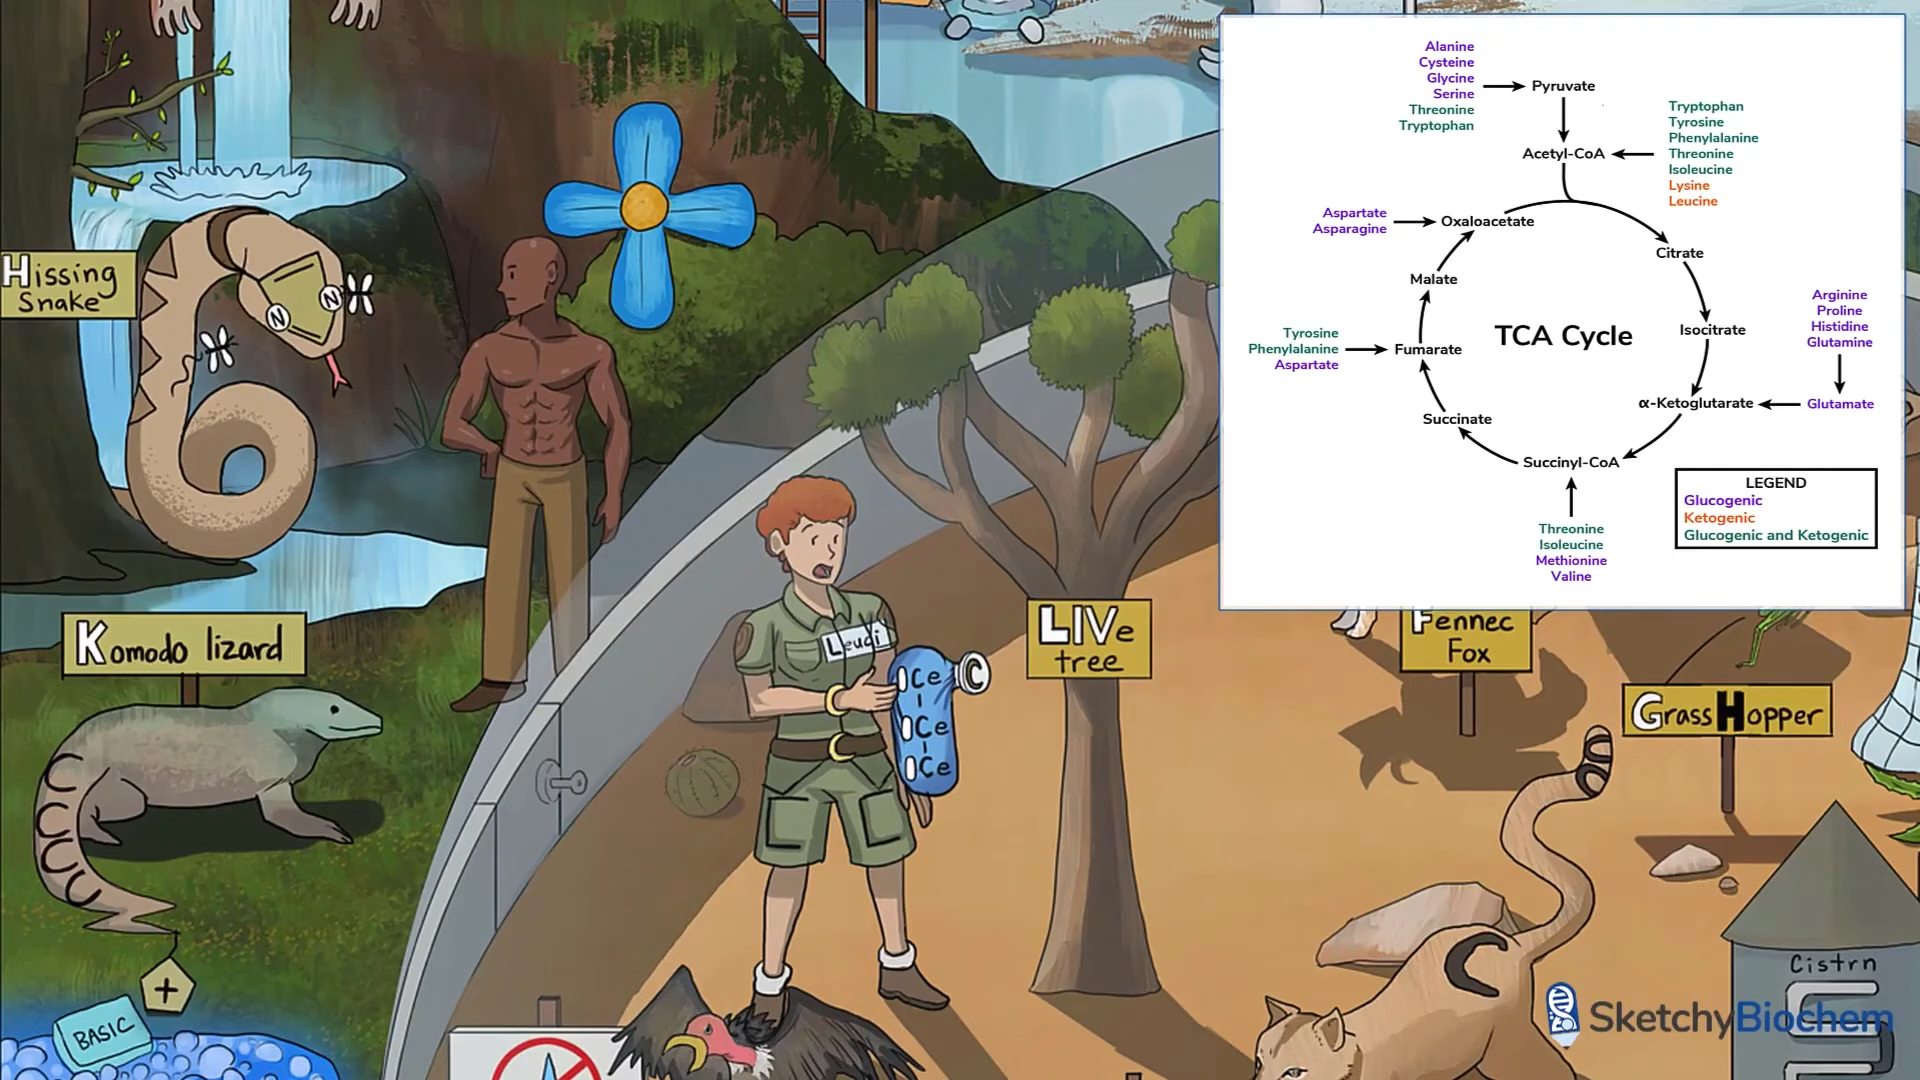 Hissing
Snake
N
N
Komodo lizard
+
BASIC
Leuci
C
Ce
Ce
Ce
LIVe
tree
Fennec
Fox
GrassHopper
Cistrn
SketchyBiochem
Alanine
Cysteine
Glycine
Serine
Threonine
Tryptophan
Pyruvate
Acetyl-CoA
Tryptophan
Tyrosine
Phenylalanine
Threonine
Isoleucine
Lysine
Leucine
Aspartate
Asparagine
Oxaloacetate
Citrate
Malate
Isocitrate
TCA Cycle
Arginine
Proline
Histidine
Glutamine
Tyrosine
Phenylalanine
Aspartate
Fumarate
α-Ketoglutarate
Glutamate
Succinate
Succinyl-CoA
Threonine
Isoleucine
Methionine
Valine
LEGEND
Glucogenic
Ketogenic
Glucogenic and Ketogenic